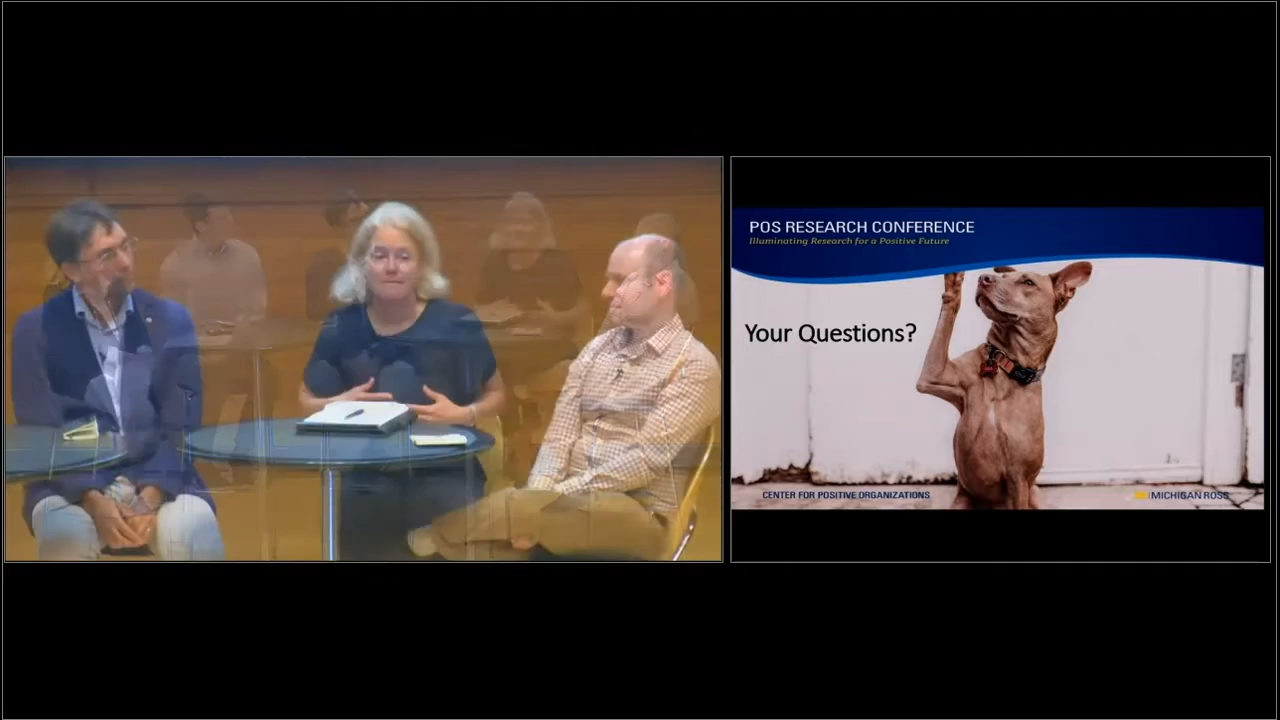 POS RESEARCH CONFERENCE
Illuminating Research for a Positive Future
Your Questions?
CENTER FOR POSITIVE ORGANIZATIONS
MICHIGAN ROSS